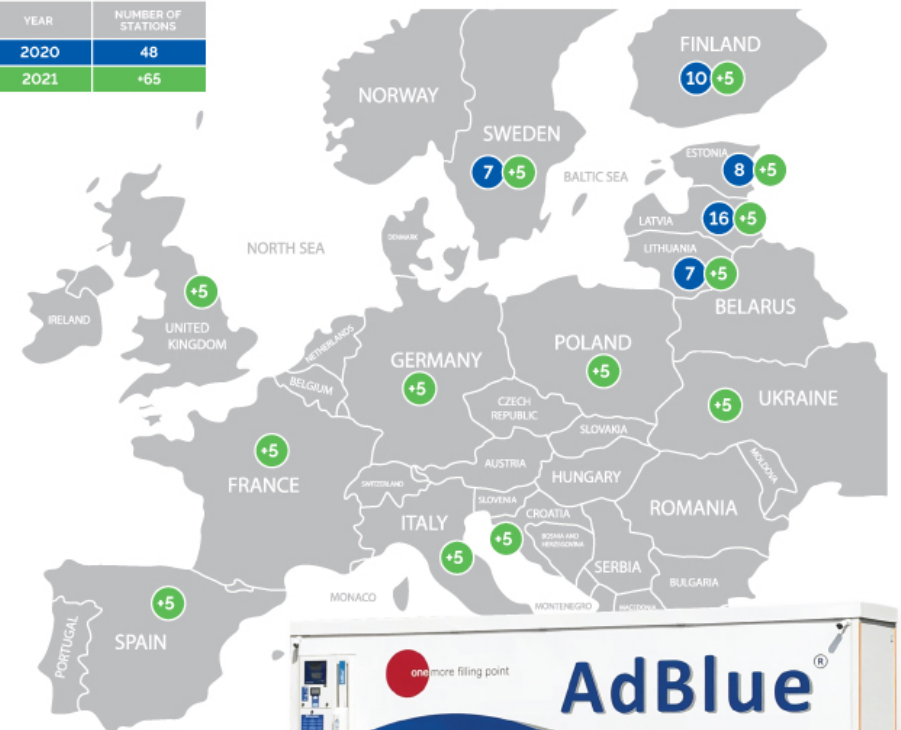 YEAR
NUMBER OF
STATIONS
2020
48
2021
+65
FINLAND
10 +5
NORWAY
SWEDEN
7 +5
BALTIC SEA
ESTONIA
8 +5
LATVIA
16 +5
LITHUANIA
7 +5
BELARUS
DENMARK
NORTH SEA
+5
IRELAND
UNITED
KINGDOM
NETHERLANDS
BELGIUM
GERMANY
+5
POLAND
+5
CZECH
REPUBLIC
SLOVAKIA
UKRAINE
+5
MOLDOVA
+5
FRANCE
SWITZERLAND
AUSTRIA
HUNGARY
SLOVENIA
CROATIA
+5
ROMANIA
ITALY
+5
BOSNIA AND
HERZEGOVINA
SERBIA
BULGARIA
MONACO
MONTENEGRO
MACEDONIA
+5
SPAIN
PORTUGAL
one more filling point
AdBlue®